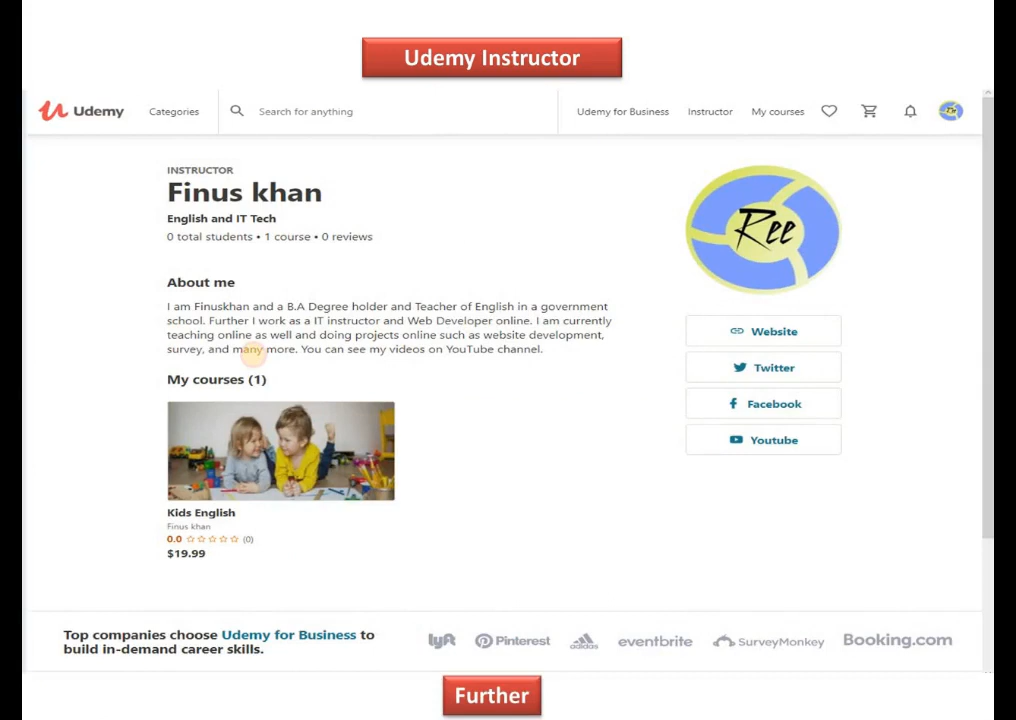 Udemy Instructor
Udemy
Categories
Search for anything
Udemy for Business
Instructor
My courses
Ree
INSTRUCTOR
Finus khan
English and IT Tech
0 total students • 1 course • 0 reviews
Ree
About me
I am Finuskhan and a B.A Degree holder and Teacher of English in a government
school. Further I work as a IT instructor and Web Developer online. I am currently
teaching online as well and doing projects online such as website development,
survey, and many more. You can see my videos on YouTube channel.
Website
Twitter
Facebook
Youtube
My courses (1)
Kids English
Finus khan
0.0 (0)
$19.99
Top companies choose Udemy for Business to
build in-demand career skills.
lyft
Pinterest
adidas
eventbrite
SurveyMonkey
Booking.com
Further